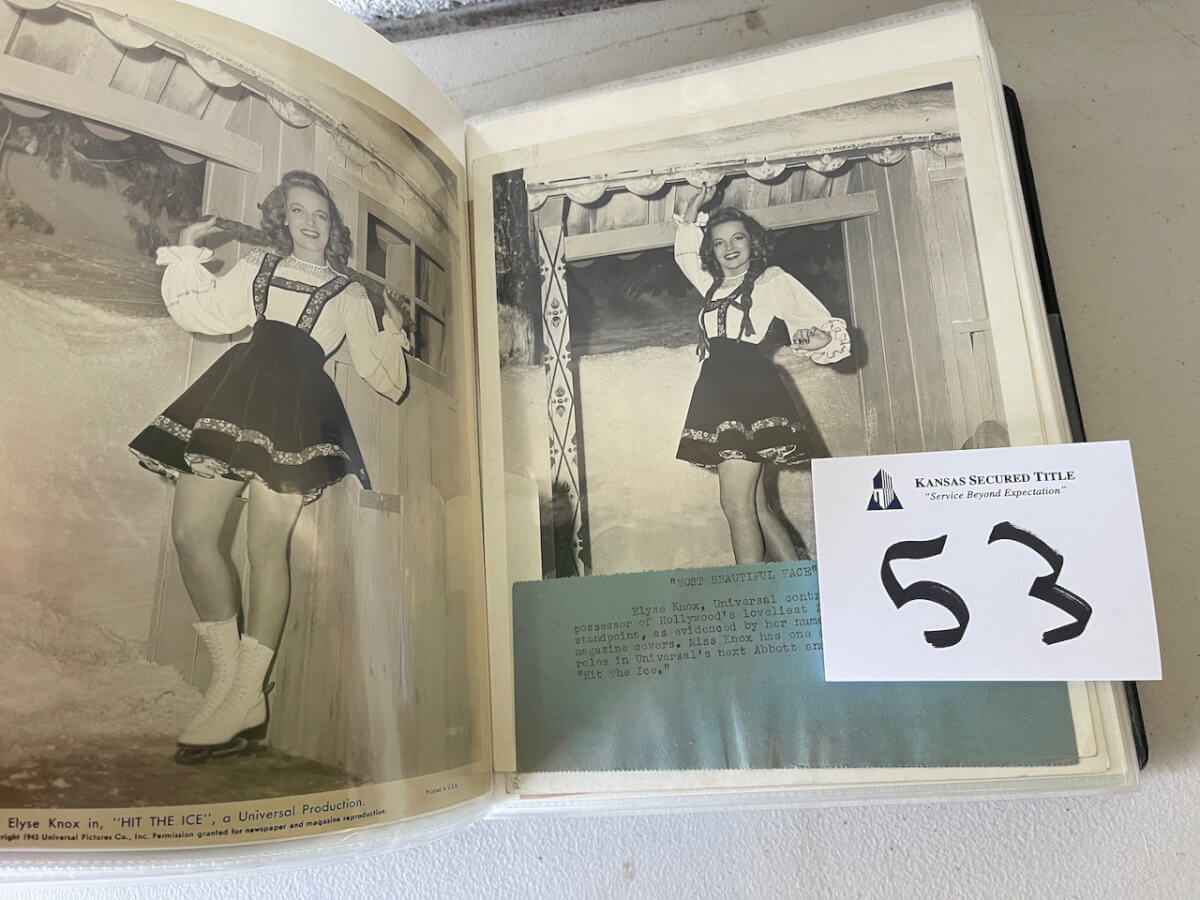 Printed in U.S.A.
Elyse Knox in, "HIT THE ICE", a Universal Production.
right 1943 Universal Pictures Co., Inc. Permission granted for newspaper and magazine reproduction.
"MOST BEAUTIFUL FACE"
Elyse Knox, Universal contr
possessor of Hollywood's loveliest f
standpoint, as evidenced by her nume
magazine covers. Miss Knox has one
roles in Universal's next Abbott and
"Hit The Ice."
KANSAS SECURED TITLE
"Service Beyond Expectation"
53